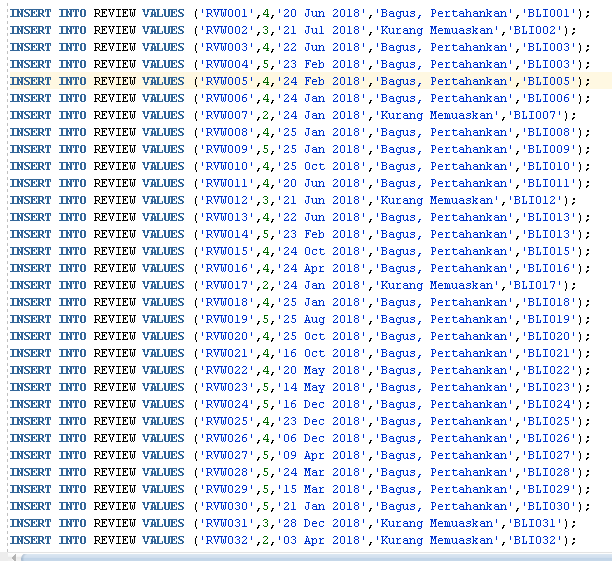 INSERT INTO REVIEW VALUES ('RVW001',4,'20 Jun 2018','Bagus, Pertahankan','BLI001');
INSERT INTO REVIEW VALUES ('RVW002',3,'21 Jul 2018','Kurang Memuaskan','BLI002');
INSERT INTO REVIEW VALUES ('RVW003',4,'22 Jun 2018','Bagus, Pertahankan','BLI003');
INSERT INTO REVIEW VALUES ('RVW004',5,'23 Feb 2018','Bagus, Pertahankan','BLI003');
INSERT INTO REVIEW VALUES ('RVW005',4,'24 Feb 2018','Bagus, Pertahankan','BLI005');
INSERT INTO REVIEW VALUES ('RVW006',4,'24 Jan 2018','Bagus, Pertahankan','BLI006');
INSERT INTO REVIEW VALUES ('RVW007',2,'24 Jan 2018','Kurang Memuaskan','BLI007');
INSERT INTO REVIEW VALUES ('RVW008',4,'25 Jan 2018','Bagus, Pertahankan','BLI008');
INSERT INTO REVIEW VALUES ('RVW009',5,'25 Jan 2018','Bagus, Pertahankan','BLI009');
INSERT INTO REVIEW VALUES ('RVW010',4,'25 Oct 2018','Bagus, Pertahankan','BLI010');
INSERT INTO REVIEW VALUES ('RVW011',4,'20 Jun 2018','Bagus, Pertahankan','BLI011');
INSERT INTO REVIEW VALUES ('RVW012',3,'21 Jun 2018','Kurang Memuaskan','BLI012');
INSERT INTO REVIEW VALUES ('RVW013',4,'22 Jun 2018','Bagus, Pertahankan','BLI013');
INSERT INTO REVIEW VALUES ('RVW014',5,'23 Feb 2018','Bagus, Pertahankan','BLI013');
INSERT INTO REVIEW VALUES ('RVW015',4,'24 Oct 2018','Bagus, Pertahankan','BLI015');
INSERT INTO REVIEW VALUES ('RVW016',4,'24 Apr 2018','Bagus, Pertahankan','BLI016');
INSERT INTO REVIEW VALUES ('RVW017',2,'24 Jan 2018','Kurang Memuaskan','BLI017');
INSERT INTO REVIEW VALUES ('RVW018',4,'25 Jan 2018','Bagus, Pertahankan','BLI018');
INSERT INTO REVIEW VALUES ('RVW019',5,'25 Aug 2018','Bagus, Pertahankan','BLI019');
INSERT INTO REVIEW VALUES ('RVW020',4,'25 Oct 2018','Bagus, Pertahankan','BLI020');
INSERT INTO REVIEW VALUES ('RVW021',4,'16 Oct 2018','Bagus, Pertahankan','BLI021');
INSERT INTO REVIEW VALUES ('RVW022',4,'20 May 2018','Bagus, Pertahankan','BLI022');
INSERT INTO REVIEW VALUES ('RVW023',5,'14 May 2018','Bagus, Pertahankan','BLI023');
INSERT INTO REVIEW VALUES ('RVW024',5,'16 Dec 2018','Bagus, Pertahankan','BLI024');
INSERT INTO REVIEW VALUES ('RVW025',4,'23 Dec 2018','Bagus, Pertahankan','BLI025');
INSERT INTO REVIEW VALUES ('RVW026',4,'06 Dec 2018','Bagus, Pertahankan','BLI026');
INSERT INTO REVIEW VALUES ('RVW027',5,'09 Apr 2018','Bagus, Pertahankan','BLI027');
INSERT INTO REVIEW VALUES ('RVW028',5,'24 Mar 2018','Bagus, Pertahankan','BLI028');
INSERT INTO REVIEW VALUES ('RVW029',5,'15 Mar 2018','Bagus, Pertahankan','BLI029');
INSERT INTO REVIEW VALUES ('RVW030',5,'21 Jan 2018','Bagus, Pertahankan','BLI030');
INSERT INTO REVIEW VALUES ('RVW031',3,'28 Dec 2018','Kurang Memuaskan','BLI031');
INSERT INTO REVIEW VALUES ('RVW032',2,'03 Apr 2018','Kurang Memuaskan','BLI032');